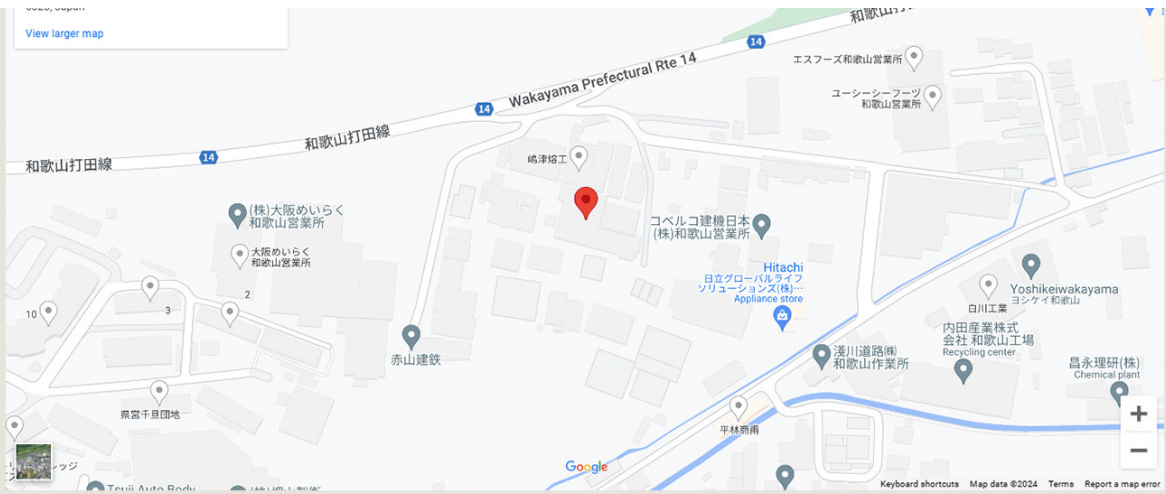 View larger map
14
エスフーズ和歌山営業所
Wakayama Prefectural Rte 14
ユーシーシーフーヅ
和歌山営業所
14
和歌山打田線
和歌山打田線
14
嶋津熔工
(株)大阪めいらく
和歌山営業所
コベルコ建機日本
(株)和歌山営業所
大阪めいらく
和歌山営業所
Hitachi
日立グローバルライフ
ソリューションズ(株)…
Appliance store
Yoshikeiwakayama
ヨシケイ和歌山
2
3
10
白川工業
内田産業株式
会社 和歌山工場
Recycling center
赤山建鉄
淺川道路㈱
和歌山作業所
昌永理研(株)
Chemical plant
県営千旦団地
平林商甫
Google
Keyboard shortcuts
Map data ©2024
Terms
Report a map error